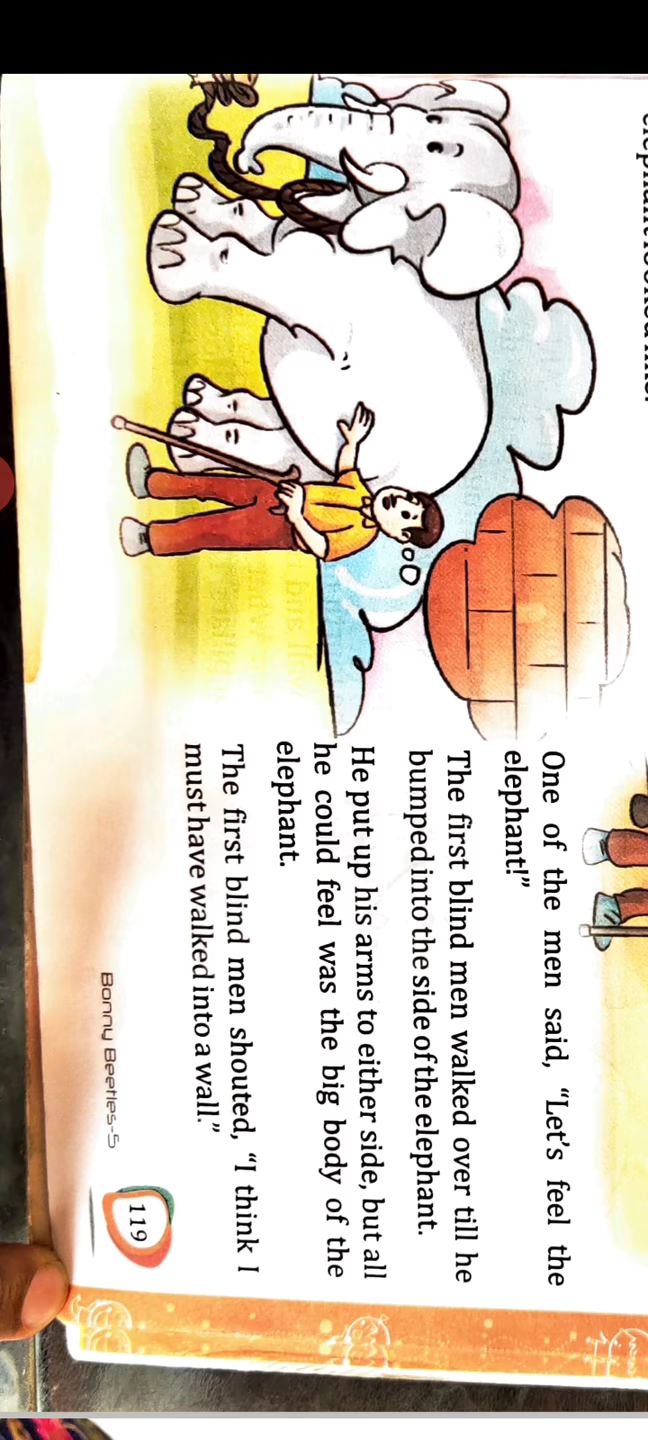 One of the men said, “Let's feel the
elephant!”
The first blind men walked over till he
bumped into the side of the elephant.
He put up his arms to either side, but all
he could feel was the big body of the
elephant.
The first blind men shouted, “I think I
must have walked into a wall.”
Bonny Beetles-5
119